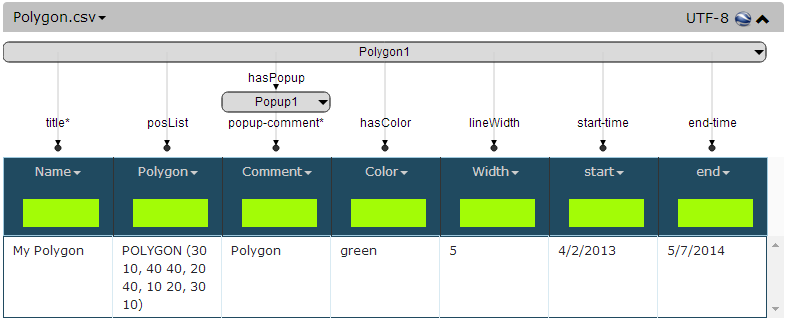 Polygon.csv UTF-8
Polygon1
hasPopup
Popup1
title* posList popup-comment* hasColor lineWidth start-time end-time
Name Polygon Comment Color Width start end
My Polygon POLYGON (30 Polygon green 5 4/2/2013 5/7/2014
10, 40 40, 20
40, 10 20, 30
10)